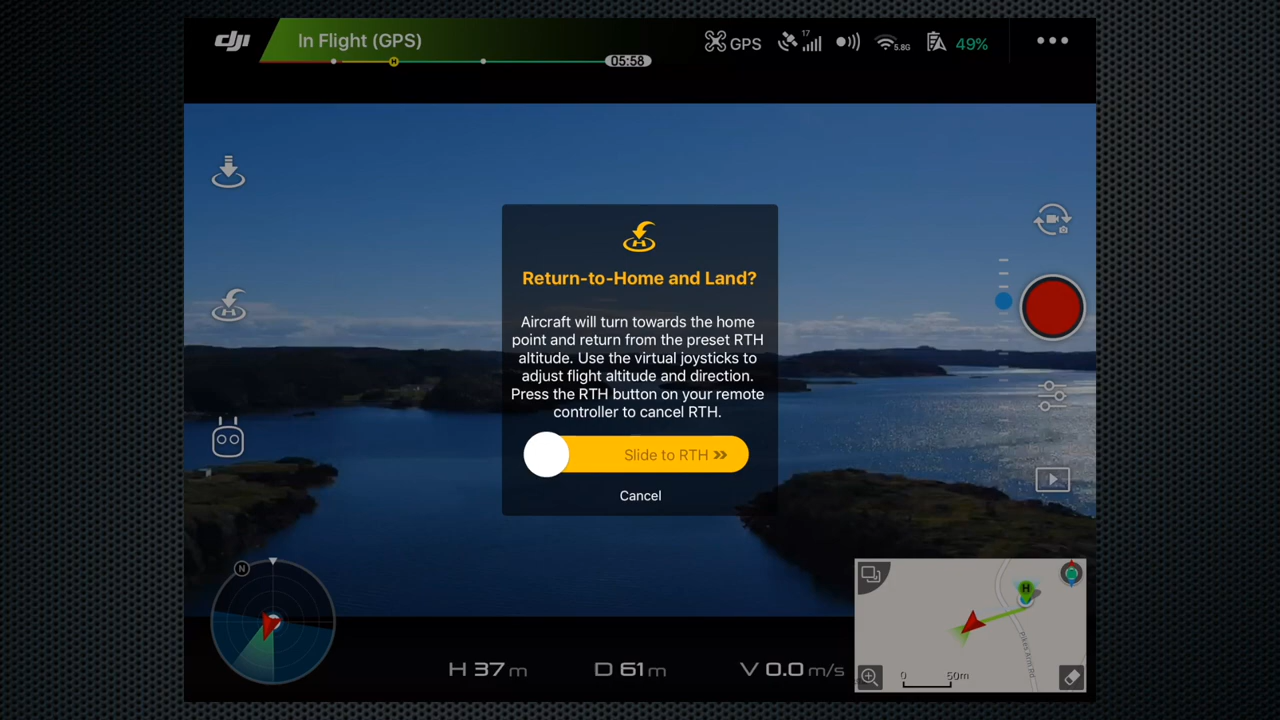 dji
In Flight (GPS)
GPS
17
5.8G
49%
H
05:58
Return-to-Home and Land?
Aircraft will turn towards the home
point and return from the preset RTH
altitude. Use the virtual joysticks to
adjust flight altitude and direction.
Press the RTH button on your remote
controller to cancel RTH.
Slide to RTH
Cancel
N
H
Pikes Arm Rd
0 50m
H 37 m D 61 m V 0.0 m/s